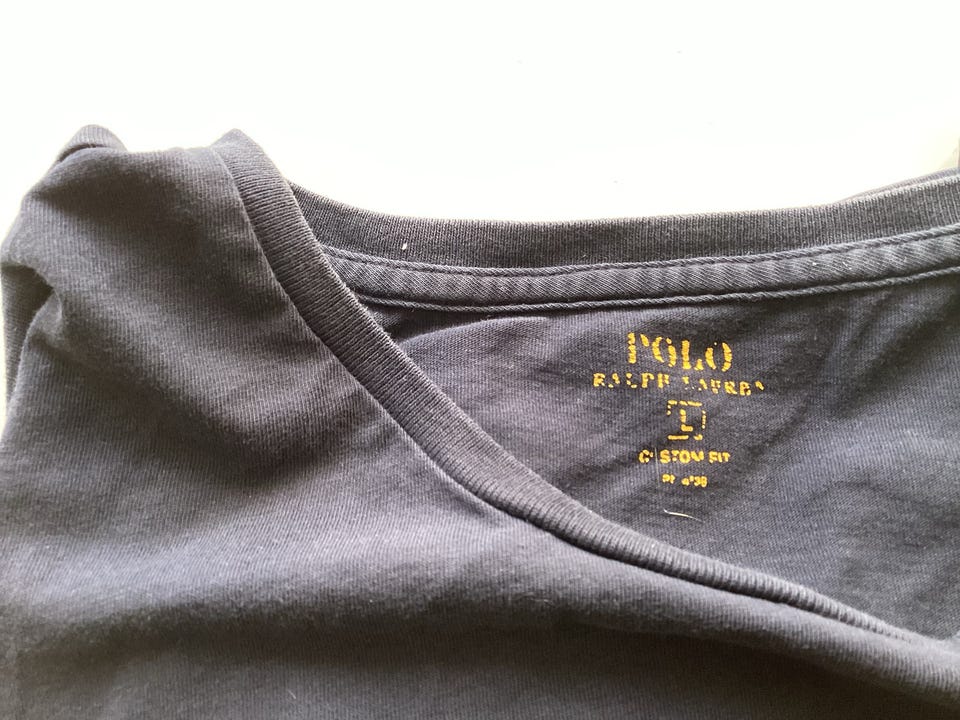 POLO
RALPH LAUREN
L
CUSTOM FIT